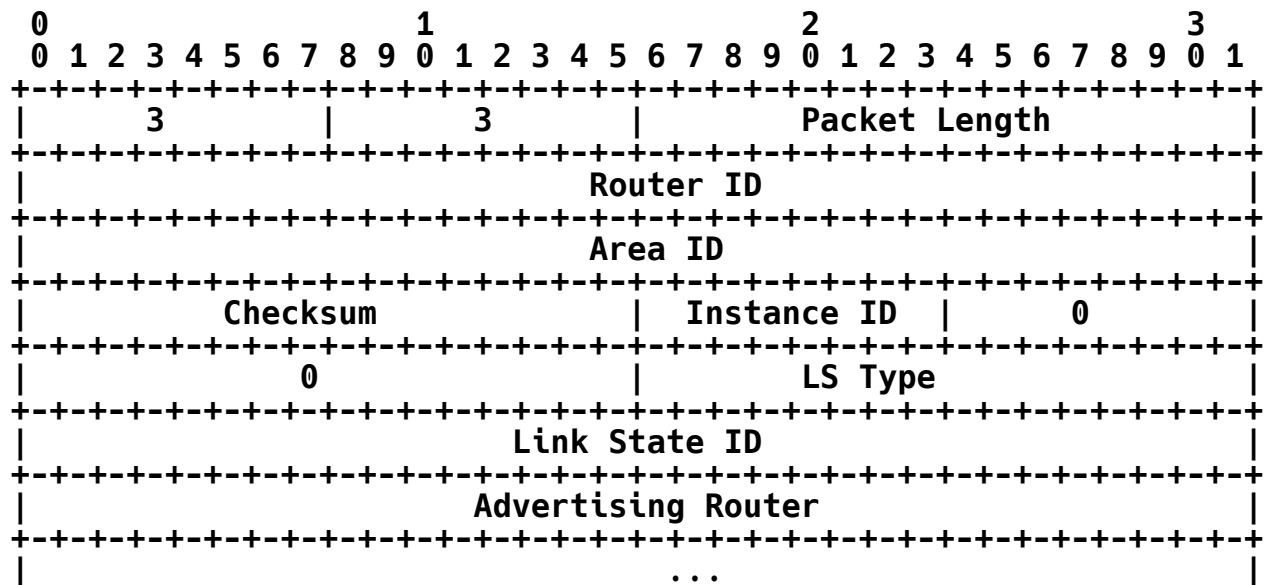 0                   1                   2                   3
 0 1 2 3 4 5 6 7 8 9 0 1 2 3 4 5 6 7 8 9 0 1 2 3 4 5 6 7 8 9 0 1
+-+-+-+-+-+-+-+-+-+-+-+-+-+-+-+-+-+-+-+-+-+-+-+-+-+-+-+-+-+-+-+-+
|      3        |       3       |        Packet Length          |
+-+-+-+-+-+-+-+-+-+-+-+-+-+-+-+-+-+-+-+-+-+-+-+-+-+-+-+-+-+-+-+-+
|                             Router ID                         |
+-+-+-+-+-+-+-+-+-+-+-+-+-+-+-+-+-+-+-+-+-+-+-+-+-+-+-+-+-+-+-+-+
|                             Area ID                           |
+-+-+-+-+-+-+-+-+-+-+-+-+-+-+-+-+-+-+-+-+-+-+-+-+-+-+-+-+-+-+-+-+
|          Checksum             |  Instance ID  |      0        |
+-+-+-+-+-+-+-+-+-+-+-+-+-+-+-+-+-+-+-+-+-+-+-+-+-+-+-+-+-+-+-+-+
|              0                |        LS Type                |
+-+-+-+-+-+-+-+-+-+-+-+-+-+-+-+-+-+-+-+-+-+-+-+-+-+-+-+-+-+-+-+-+
|                         Link State ID                         |
+-+-+-+-+-+-+-+-+-+-+-+-+-+-+-+-+-+-+-+-+-+-+-+-+-+-+-+-+-+-+-+-+
|                       Advertising Router                      |
+-+-+-+-+-+-+-+-+-+-+-+-+-+-+-+-+-+-+-+-+-+-+-+-+-+-+-+-+-+-+-+-+
|                                 ...                           |